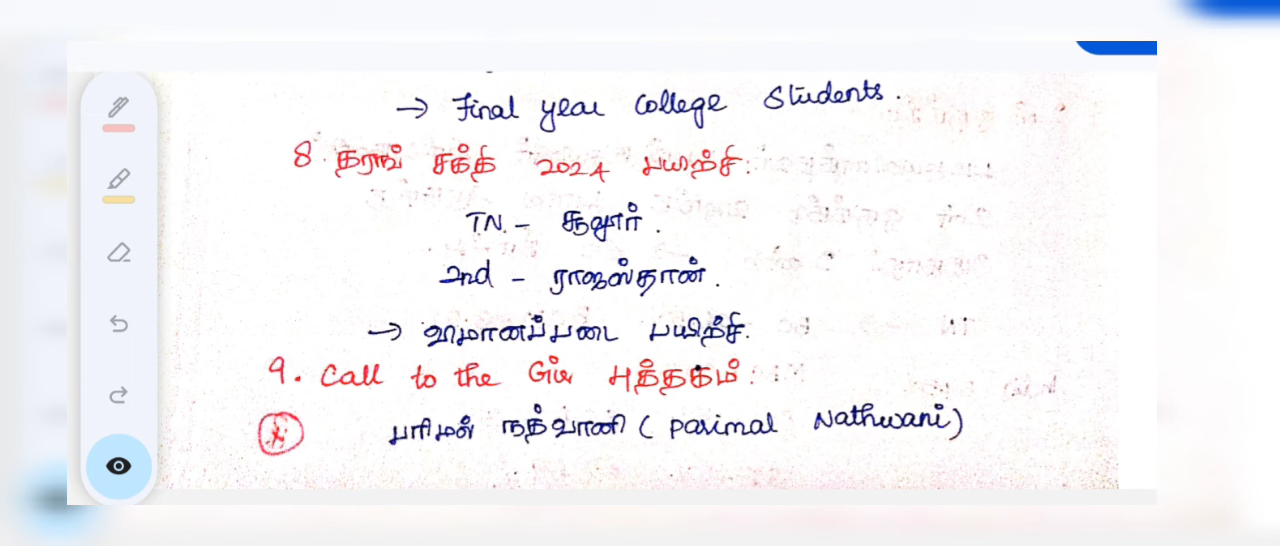 → Final year college Students.
8. தரங் சக்தி 2024 பயிற்சி:
TN. - சூலூர்.
2nd - ராஜஸ்தான்.
→ விமானப்படை பயிற்சி.
9. Call to the Gir புத்தகம்:
பரிமள் நத்வானி ( Parimal Nathwani)